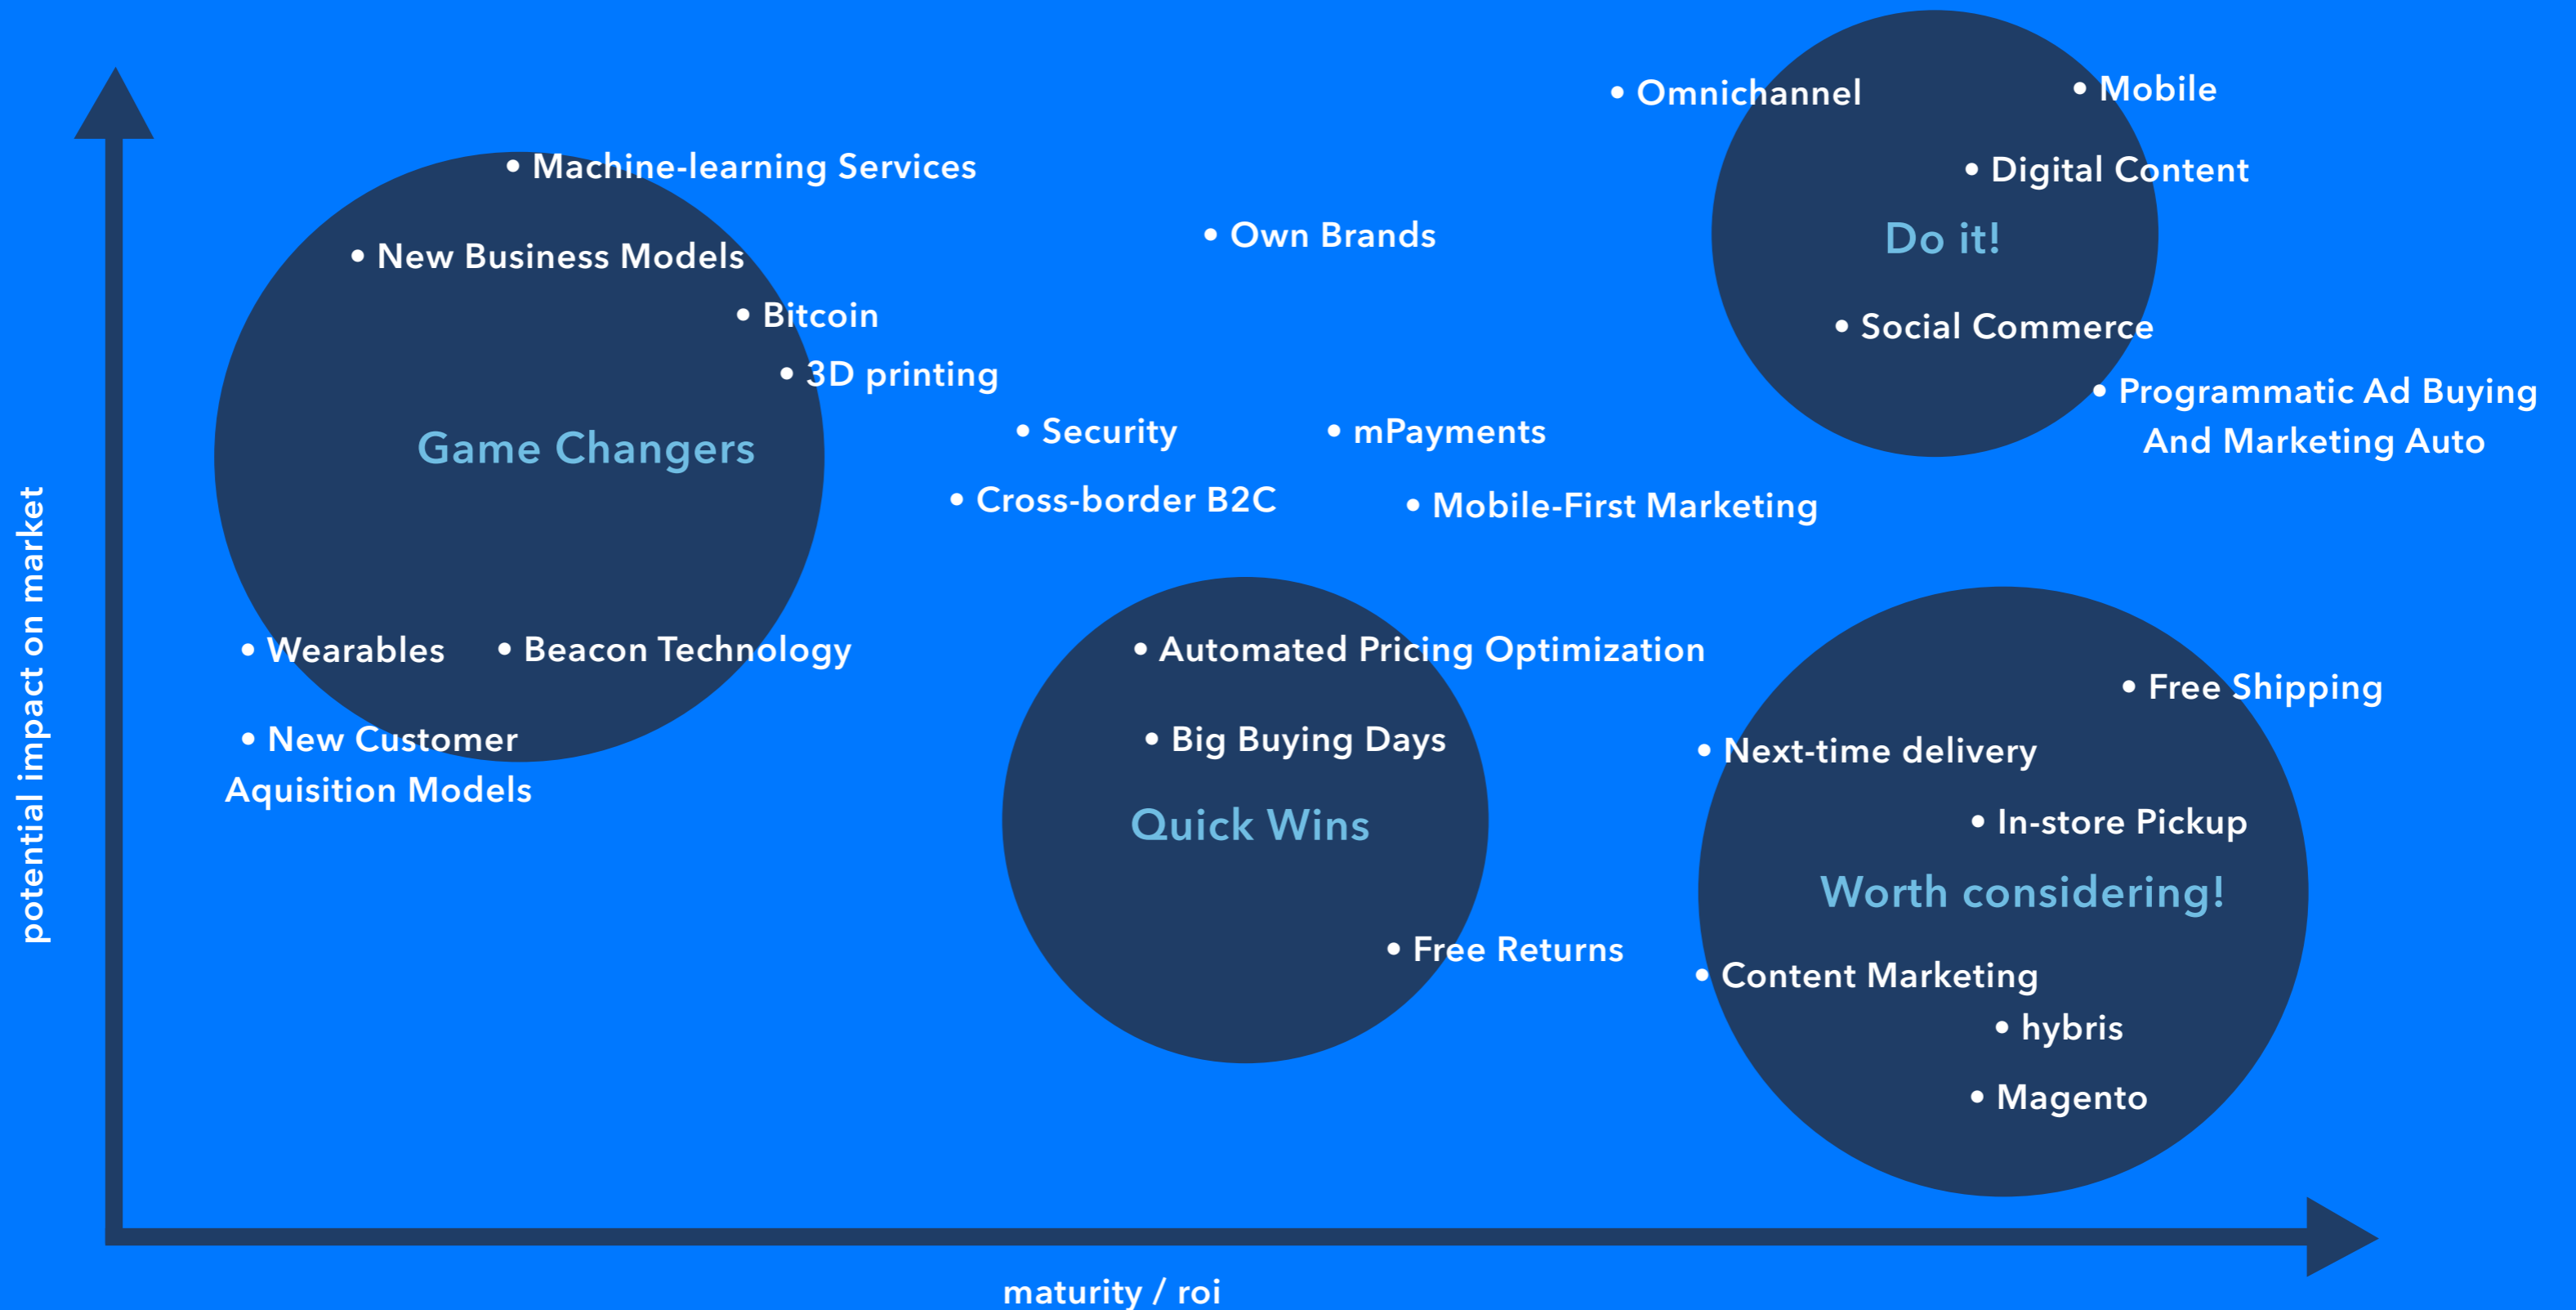 • Omnichannel
• Mobile
• Machine-learning Services
• Digital Content
• Own Brands
Do it!
• New Business Models
• Bitcoin
• Social Commerce
• 3D printing
• Programmatic Ad Buying
And Marketing Auto
Game Changers
• Security
• mPayments
• Cross-border B2C
• Mobile-First Marketing
potential impact on market
• Wearables
• Beacon Technology
• Automated Pricing Optimization
• Free Shipping
• New Customer
Aquisition Models
• Big Buying Days
• Next-time delivery
Quick Wins
• In-store Pickup
Worth considering!
• Free Returns
• Content Marketing
• hybris
• Magento
maturity / roi